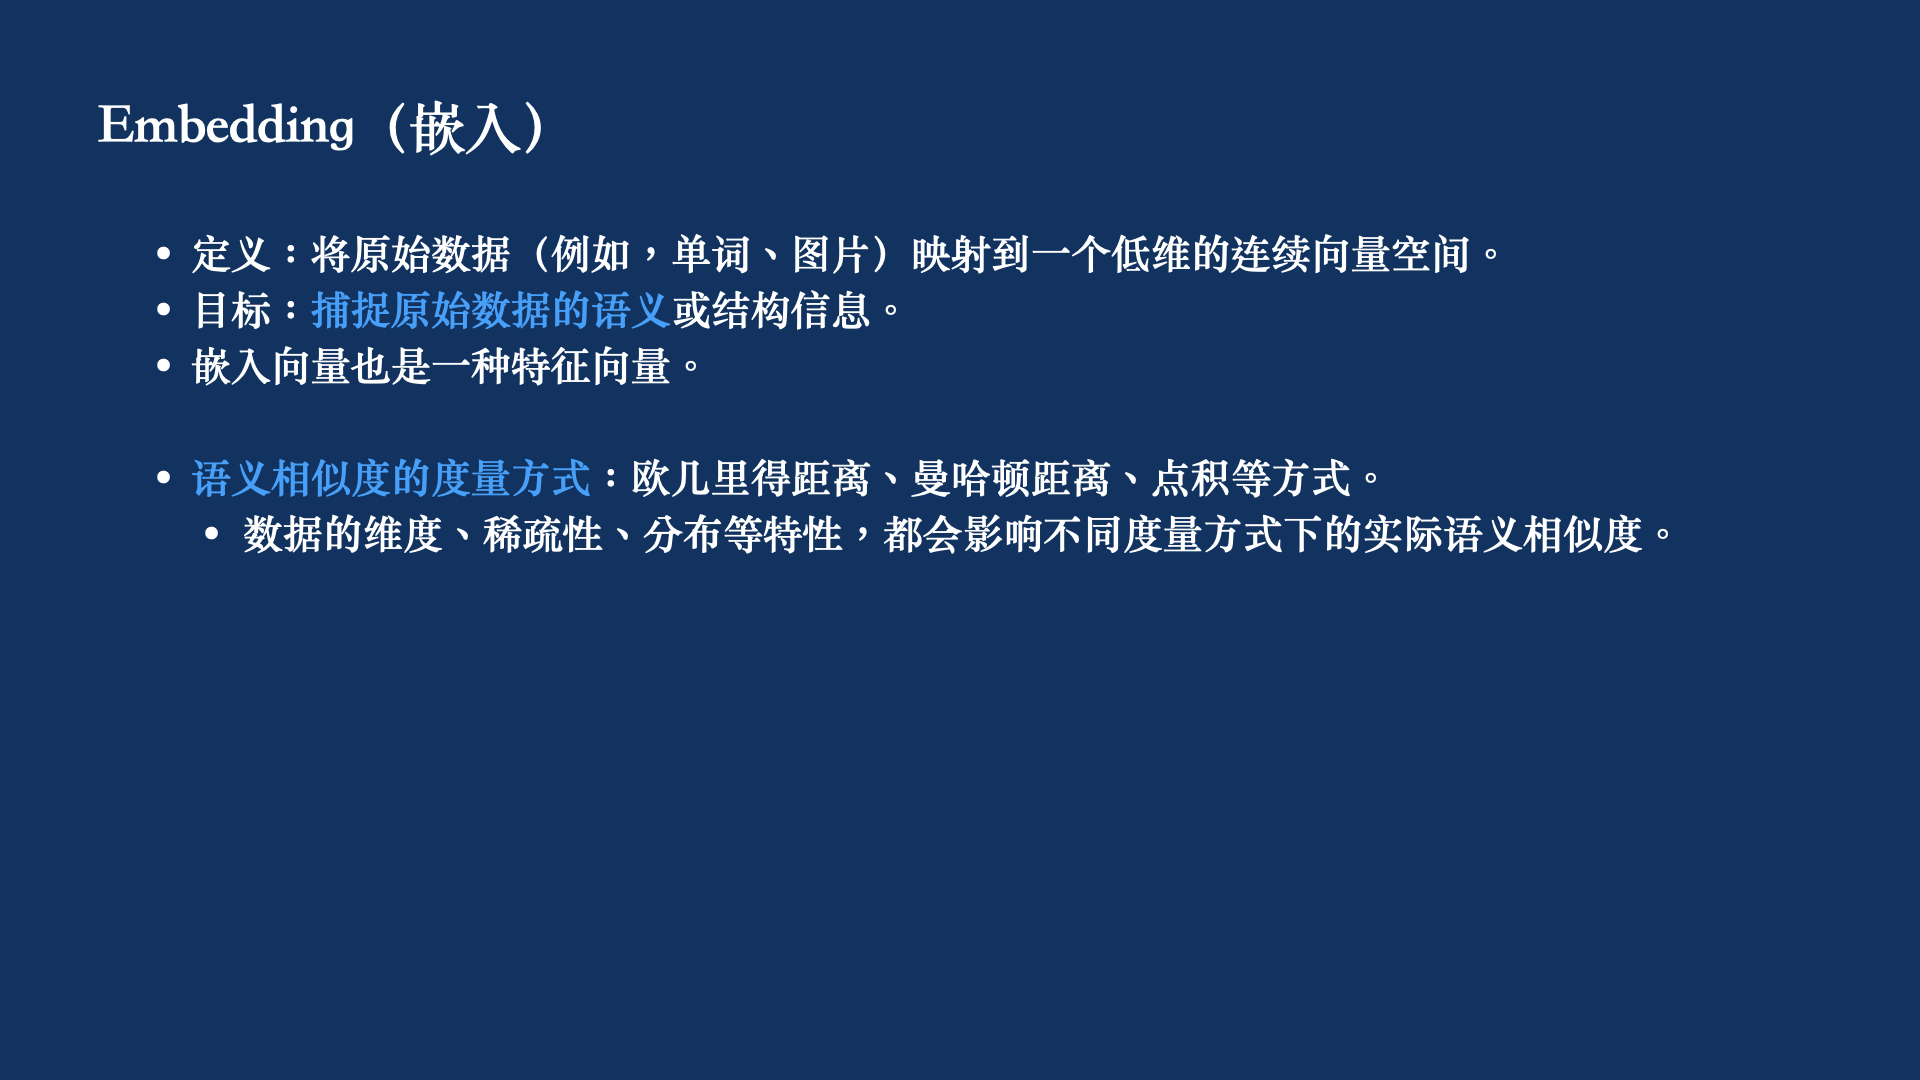 Embedding（嵌入）
• 定义：将原始数据（例如，单词、图片）映射到一个低维的连续向量空间。
• 目标：捕捉原始数据的语义或结构信息。
• 嵌入向量也是一种特征向量。
• 语义相似度的度量方式：欧几里得距离、曼哈顿距离、点积等方式。
• 数据的维度、稀疏性、分布等特性，都会影响不同度量方式下的实际语义相似度。